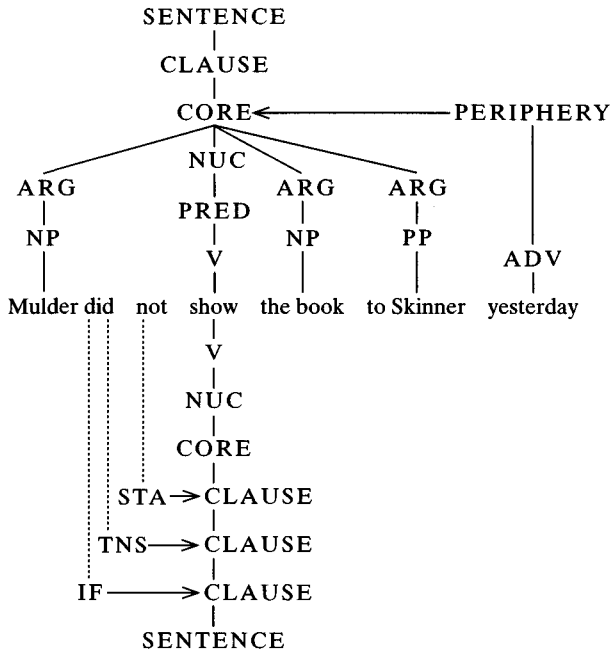 SENTENCE
CLAUSE
CORE PERIPHERY
NUC
ARG ARG ARG
PRED
NP NP PP
V ADV
Mulder did not show the book to Skinner yesterday
V
NUC
CORE
STA CLAUSE
TNS CLAUSE
IF CLAUSE
SENTENCE